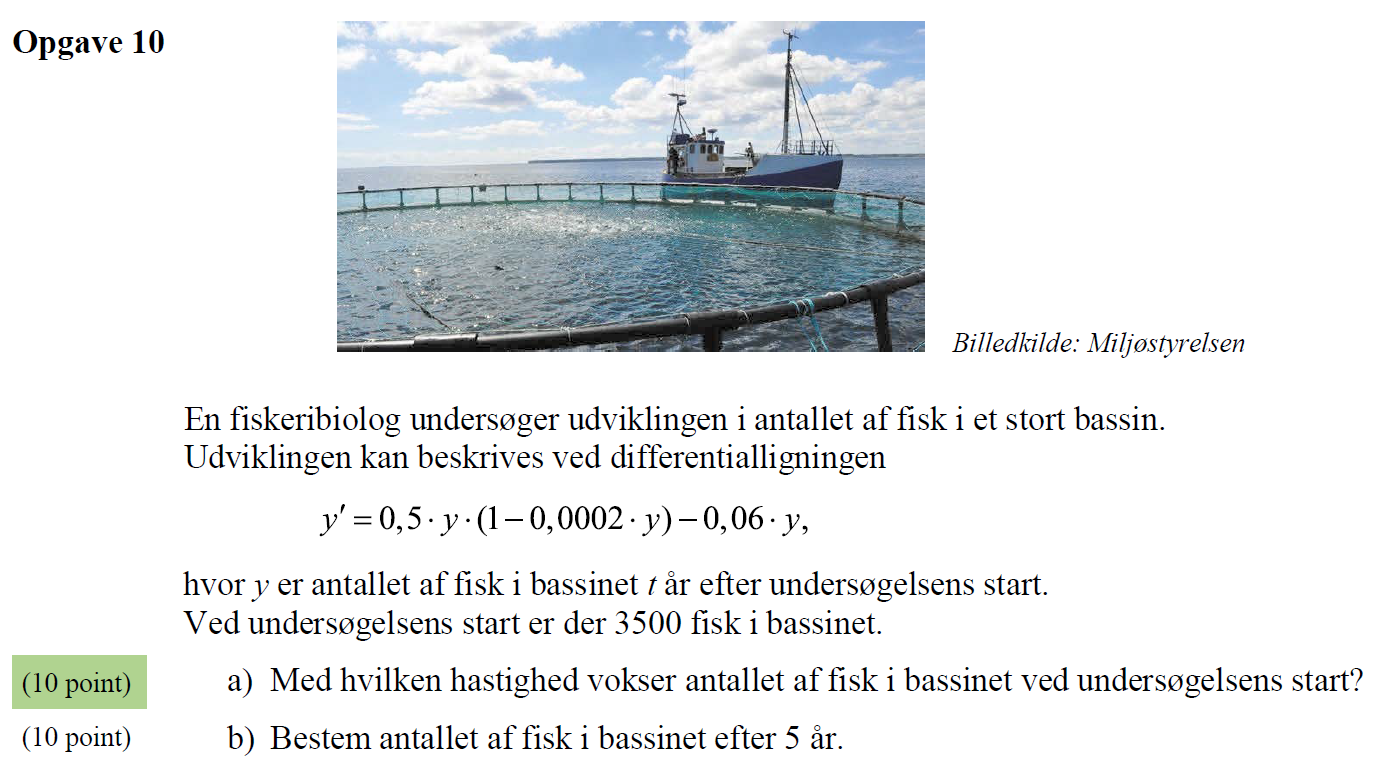 Opgave 10
Billedkilde: Miljøstyrelsen
En fiskeribiolog undersøger udviklingen i antallet af fisk i et stort bassin.
Udviklingen kan beskrives ved differentialligningen
y′ = 0,5 · y · (1 − 0,0002 · y) − 0,06 · y,
hvor y er antallet af fisk i bassinet t år efter undersøgelsens start.
Ved undersøgelsens start er der 3500 fisk i bassinet.
(10 point) a) Med hvilken hastighed vokser antallet af fisk i bassinet ved undersøgelsens start?
(10 point) b) Bestem antallet af fisk i bassinet efter 5 år.